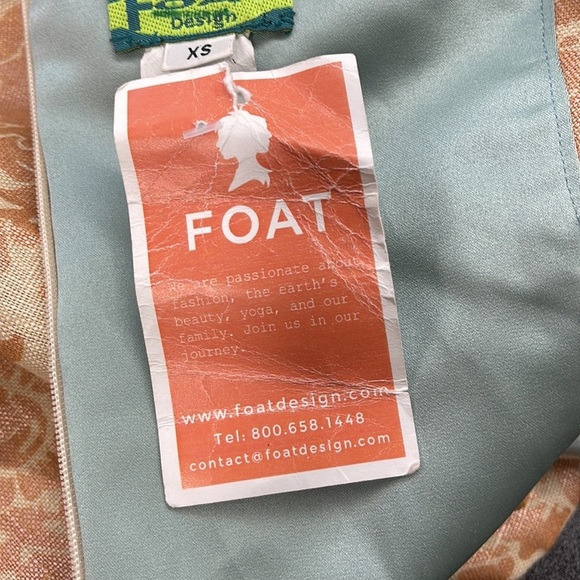 Design
XS
FOAT
We are passionate about
fashion, the earth's
beauty, yoga, and our
family. Join us in our
journey.
www.foatdesign.com
Tel: 800.658.1448
contact@foatdesign.com